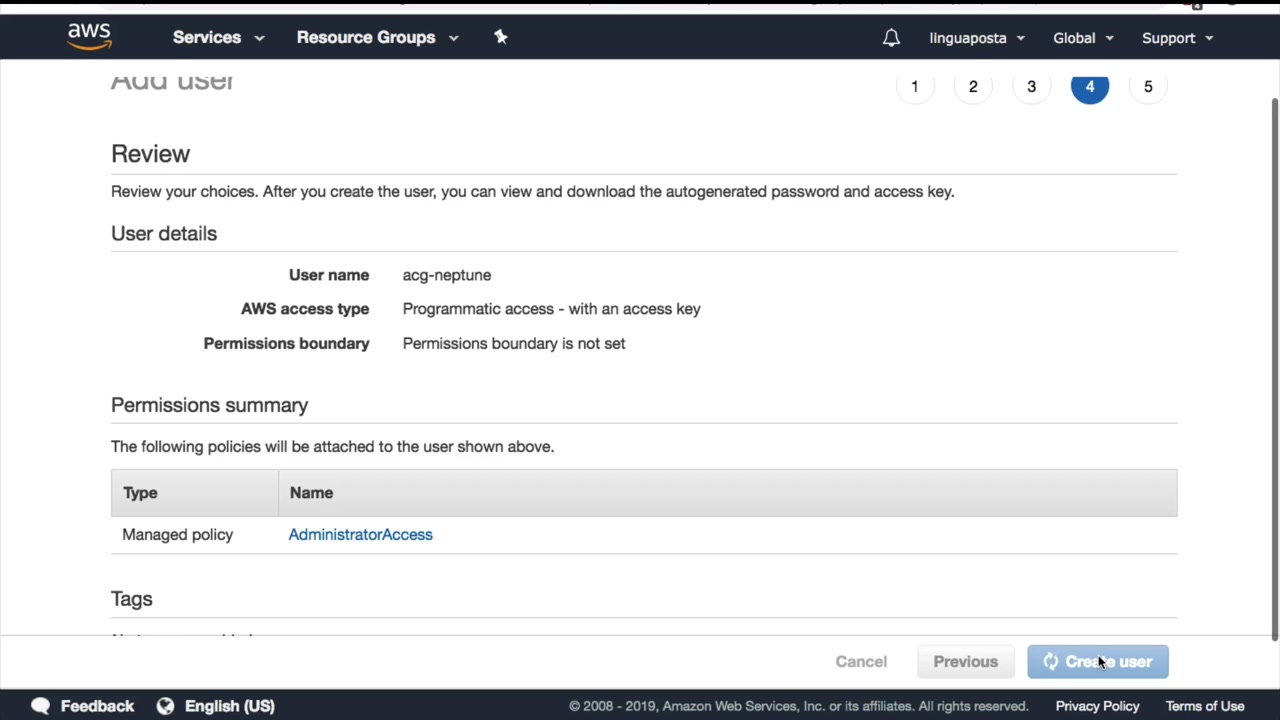 aws Services Resource Groups linguaposta Global Support
Add user 1 2 3 4 5
Review
Review your choices. After you create the user, you can view and download the autogenerated password and access key.
User details
User name acg-neptune
AWS access type Programmatic access - with an access key
Permissions boundary Permissions boundary is not set
Permissions summary
The following policies will be attached to the user shown above.
Type Name
Managed policy AdministratorAccess
Tags
Cancel Previous Create user
Feedback English (US) © 2008 - 2019, Amazon Web Services, Inc. or its affiliates. All rights reserved. Privacy Policy Terms of Use